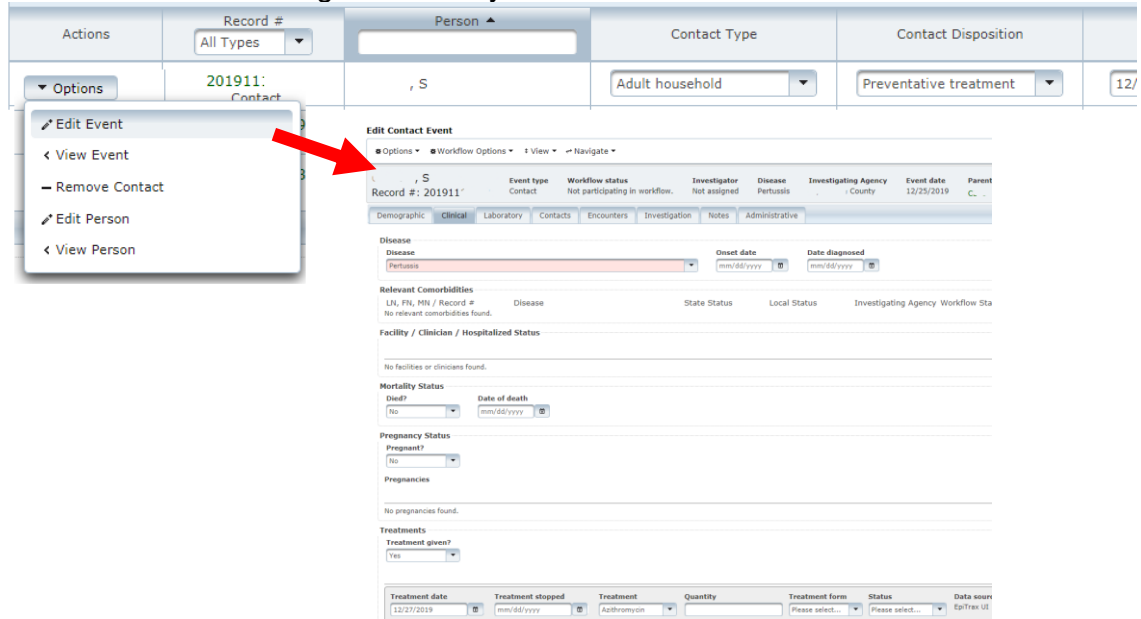 Actions
Record #
All Types
Person
Contact Type
Contact Disposition
Options
201911
Contact
, S
Adult household
Preventative treatment
12/
Edit Event
View Event
Remove Contact
Edit Person
View Person
Edit Contact Event
Options Workflow Options View Navigate
, S Event type Workflow status Investigator Disease Investigating Agency Event date Parent
Record #: 201911 Contact Not participating in workflow. Not assigned Pertussis County 12/25/2019 C
Demographic Clinical Laboratory Contacts Encounters Investigation Notes Administrative
Disease
Disease Onset date Date diagnosed
Pertussis mm/dd/yyyy mm/dd/yyyy
Relevant Comorbidities
LN, FN, MN / Record # Disease State Status Local Status Investigating Agency Workflow Sta
No relevant comorbidities found.
Facility / Clinician / Hospitalized Status
No facilities or clinicians found.
Mortality Status
Died? Date of death
No mm/dd/yyyy
Pregnancy Status
Pregnant?
No
Pregnancies
No pregnancies found.
Treatments
Treatment given?
Yes
Treatment date Treatment stopped Treatment Quantity Treatment form Status Data sour
12/27/2019 mm/dd/yyyy Azithromycin Please select... Please select... EpiTrax UI